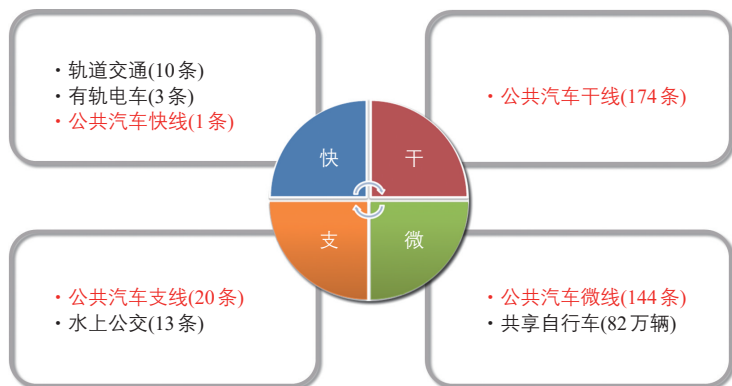 ・轨道交通(10条)
・有轨电车(3条)
・公共汽车快线(1条)
・公共汽车干线(174条)
快
干
支
微
・公共汽车支线(20条)
・水上公交(13条)
・公共汽车微线(144条)
・共享自行车(82万辆)